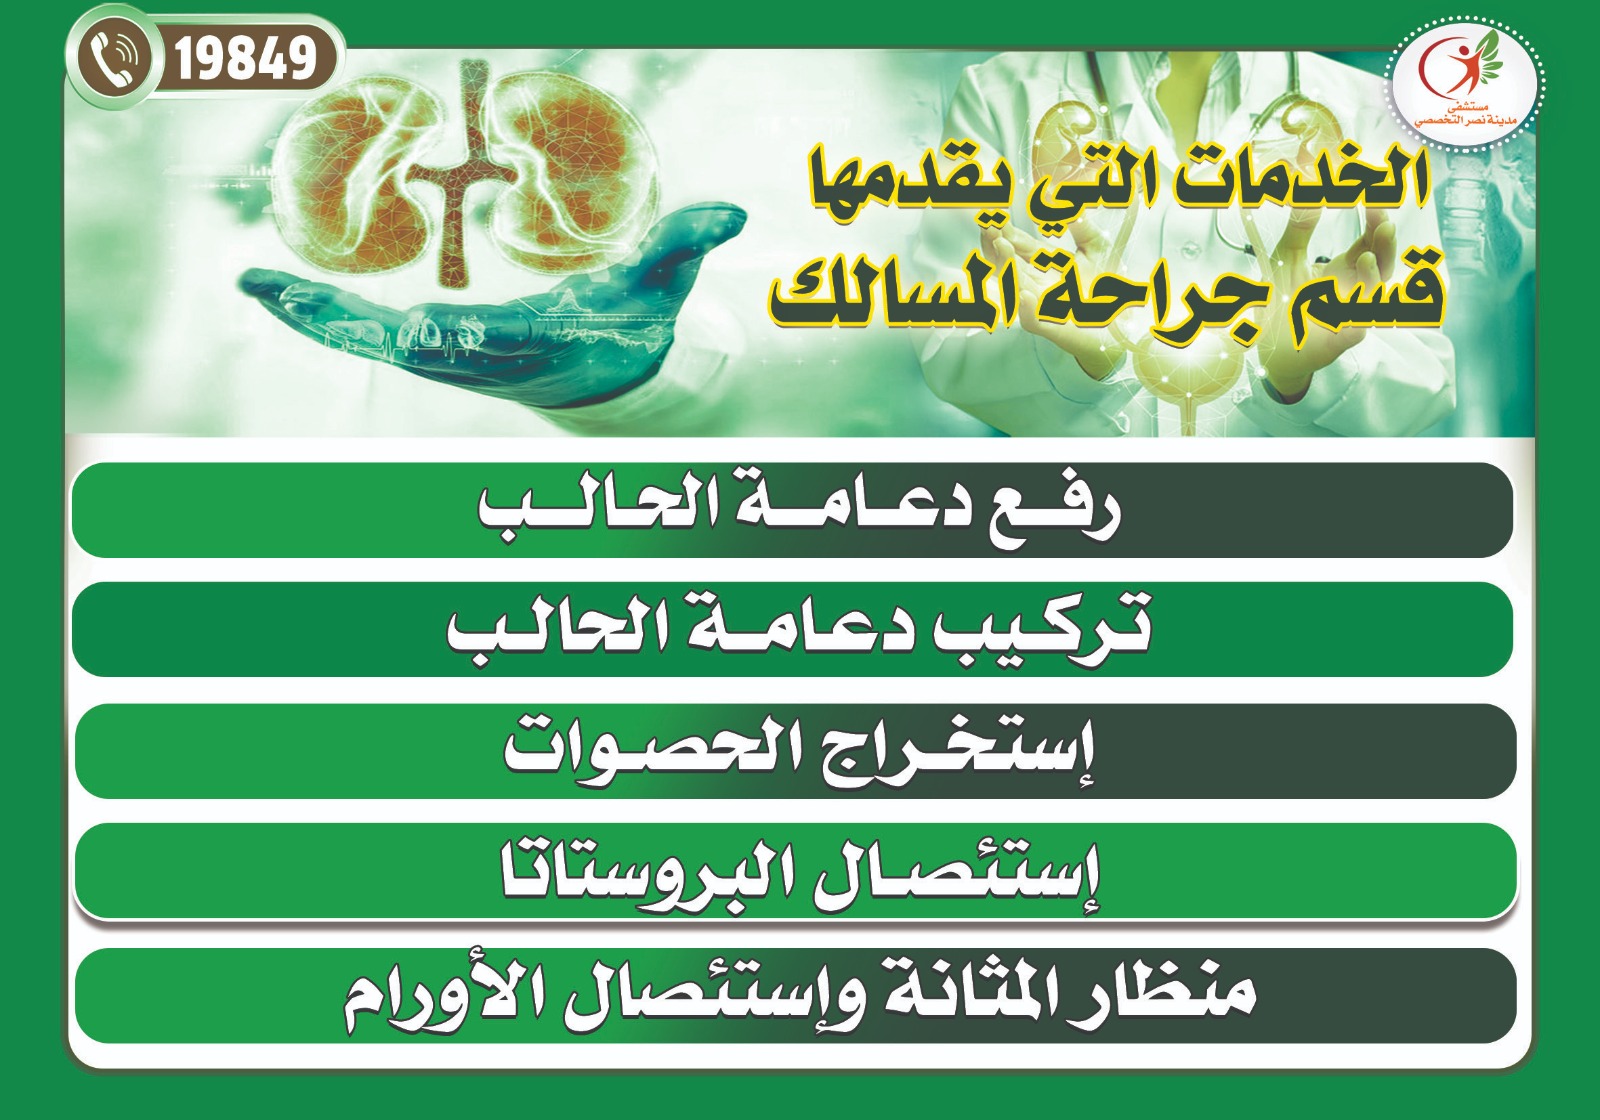 19849
مستشفى
مدينة نصر التخصصي
الخدمات التي يقدمها
قسم جراحة المسالك
رفع دعامة الحالب
تركيب دعامة الحالب
إستخراج الحصوات
إستئصال البروستاتا
منظار المثانة وإستئصال الأورام